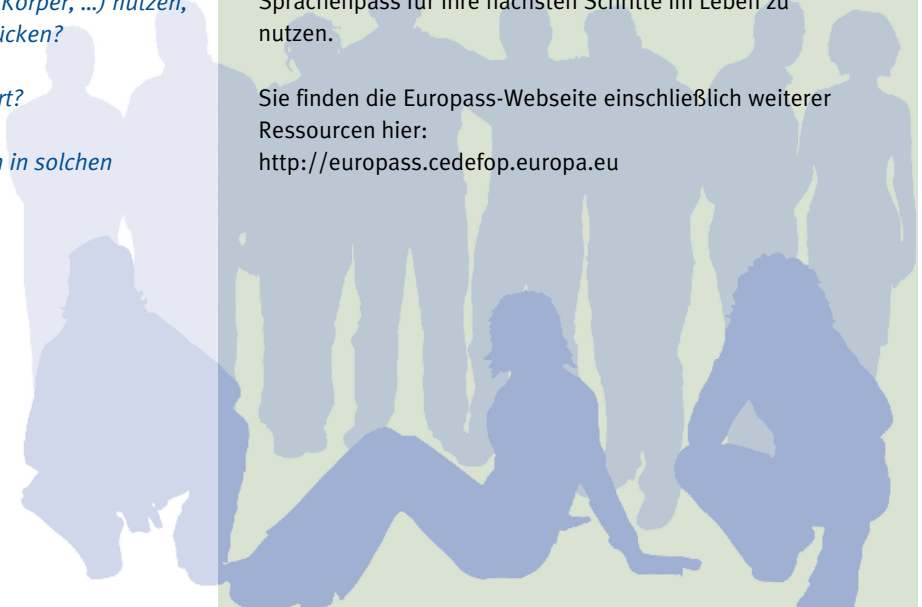 Körper, …) nutzen,
ücken?
rt?
in solchen
Sprachenpass für Ihre nächsten Schritte im Leben zu
nutzen.
Sie finden die Europass-Webseite einschließlich weiterer
Ressourcen hier:
http://europass.cedefop.europa.eu